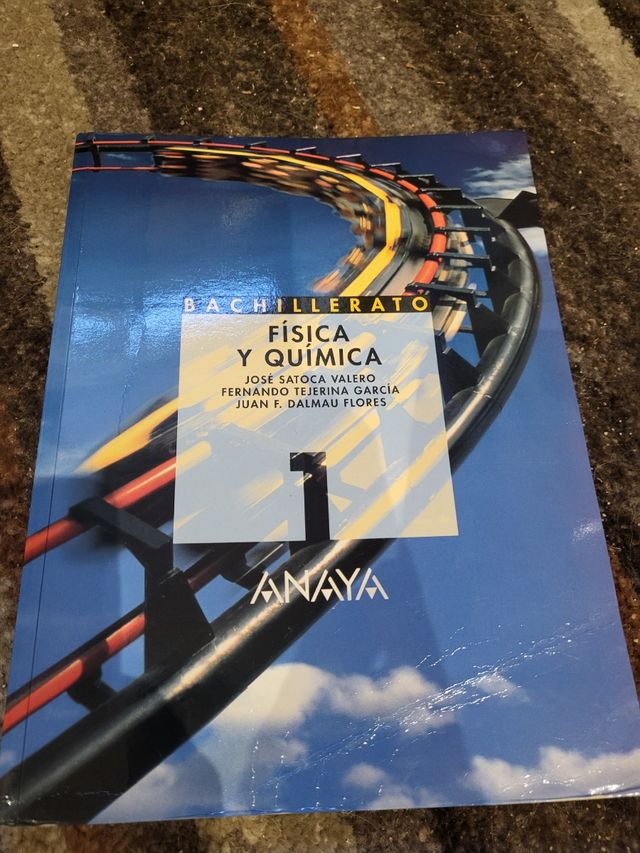 BACHILLERATO
FÍSICA
Y QUÍMICA
JOSÉ SATOCA VALERO
FERNANDO TEJERINA GARCÍA
JUAN F. DALMAU FLORES
1
ANAYA